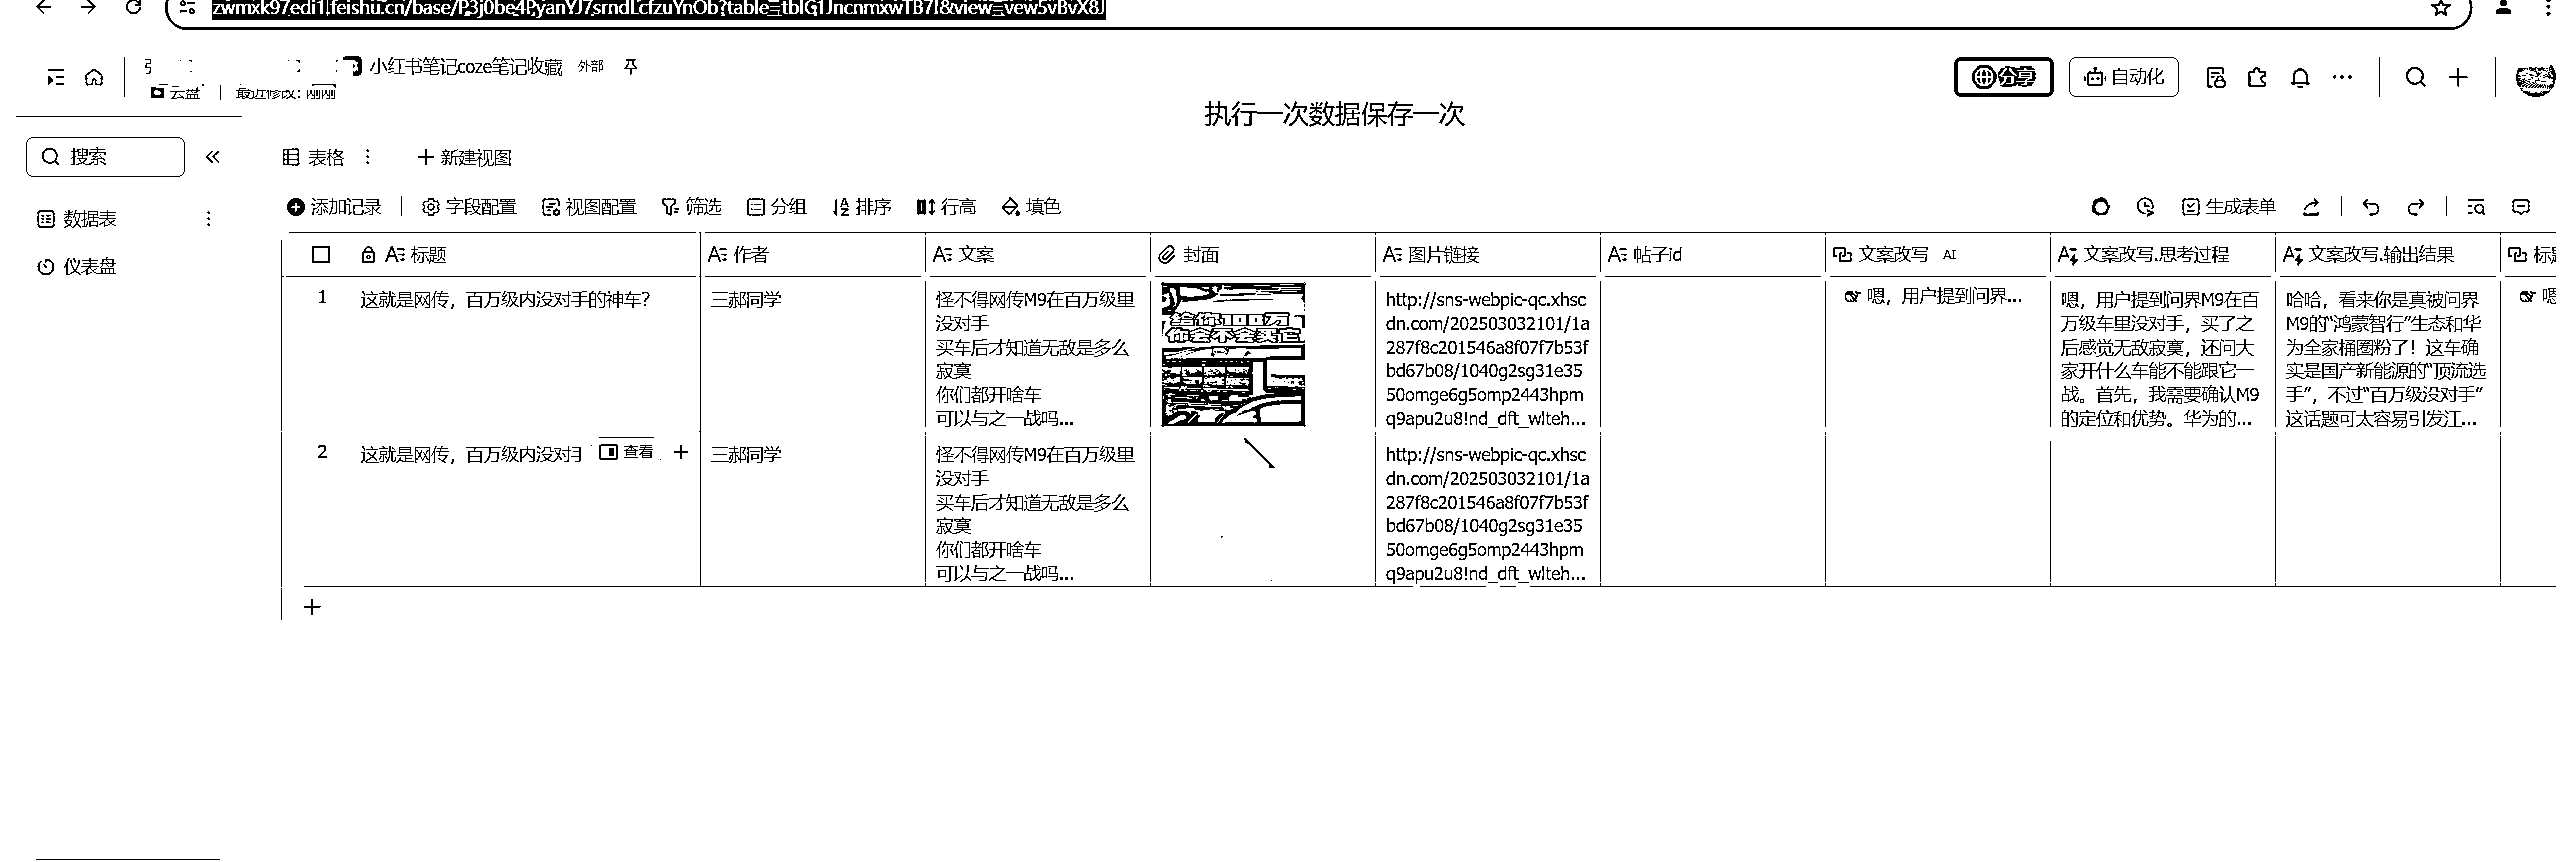 小红书笔记coze笔记收藏 外部
云盘 最近修改: 刚刚
分享 自动化
执行一次数据保存一次
搜索
表格 新建视图
数据表
仪表盘
添加记录 字段配置 视图配置 筛选 分组 排序 行高 填色 生成表单
标题 作者 文案 封面 图片链接 帖子id 文案改写 AI 文案改写.思考过程 文案改写.输出结果
1
这就是网传，百万级内没对手的神车？
三郝同学
怪不得网传M9在百万级里
没对手
买车后才知道无敌是多么
寂寞
你们都开啥车
可以与之一战吗...
给你100万
你会不会买它
http://sns-webpic-qc.xhsc
dn.com/202503032101/1a
287f8c201546a8f07f7b53f
bd67b08/1040g2sg31e35
50omge6g5omp2443hpm
q9apu2u8!nd_dft_wlteh...
嗯，用户提到问界...
嗯，用户提到问界M9在百
万级车里没对手，买了之
后感觉无敌寂寞，还问大
家开什么车能不能跟它一
战。首先，我需要确认M9
的定位和优势。华为的...
哈哈，看来你是真被问界
M9的“鸿蒙智行”生态和华
为全家桶圈粉了！这车确
实是国产新能源的“顶流选
手”，不过“百万级没对手”
这话题可太容易引发江...
嗯
2
这就是网传，百万级内没对
查看
三郝同学
怪不得网传M9在百万级里
没对手
买车后才知道无敌是多么
寂寞
你们都开啥车
可以与之一战吗...
http://sns-webpic-qc.xhsc
dn.com/202503032101/1a
287f8c201546a8f07f7b53f
bd67b08/1040g2sg31e35
50omge6g5omp2443hpm
q9apu2u8!nd_dft_wlteh...